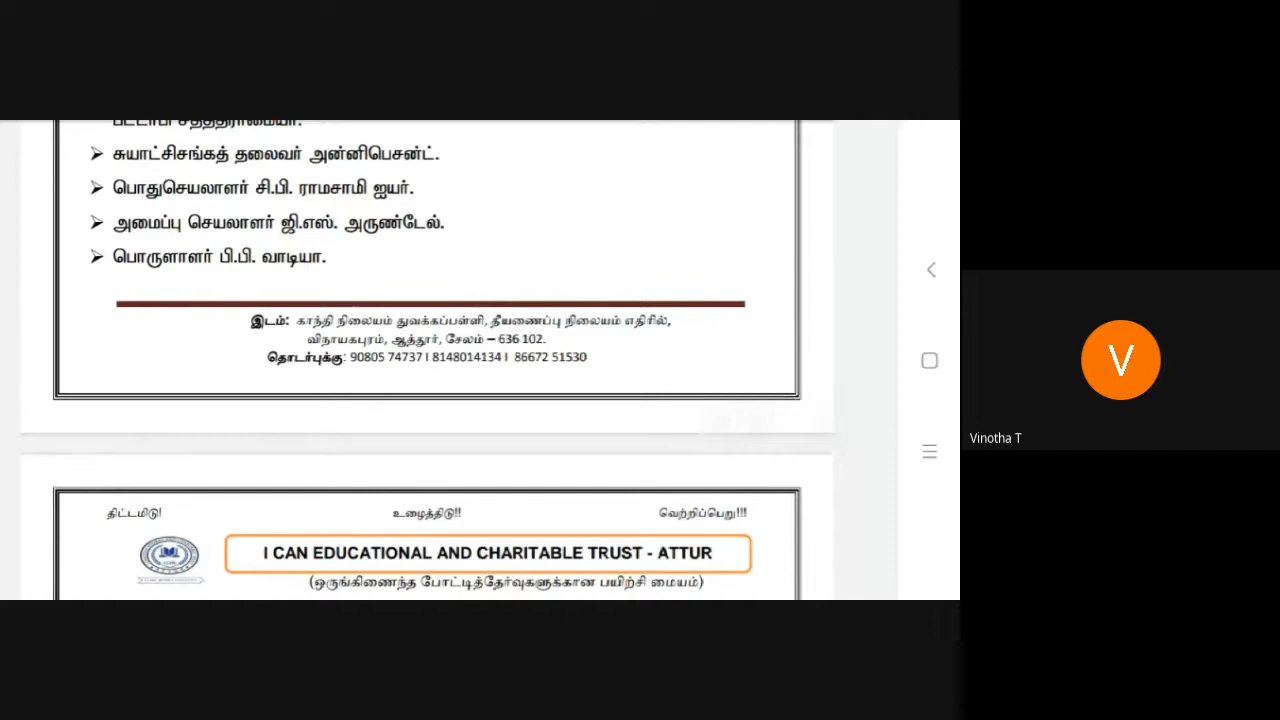 ➢ சுயாட்சிசங்கத் தலைவர் அன்னிபெசன்ட்.
➢ பொதுசெயலாளர் சி.பி. ராமசாமி ஐயர்.
➢ அமைப்பு செயலாளர் ஜி.எஸ். அருண்டேல்.
➢ பொருளாளர் பி.பி. வாடியா.
இடம்: காந்தி நிலையம் துவக்கப்பள்ளி, தீயணைப்பு நிலையம் எதிரில்,
விநாயகபுரம், ஆத்தூர், சேலம் – 636 102.
தொடர்புக்கு: 90805 74737 I 8148014134 I 86672 51530
திட்டமிடு! உழைத்திடு!! வெற்றிப்பெறு!!!
I CAN EDUCATIONAL AND CHARITABLE TRUST - ATTUR
(ஒருங்கிணைந்த போட்டித்தேர்வுகளுக்கான பயிற்சி மையம்)
V
Vinotha T